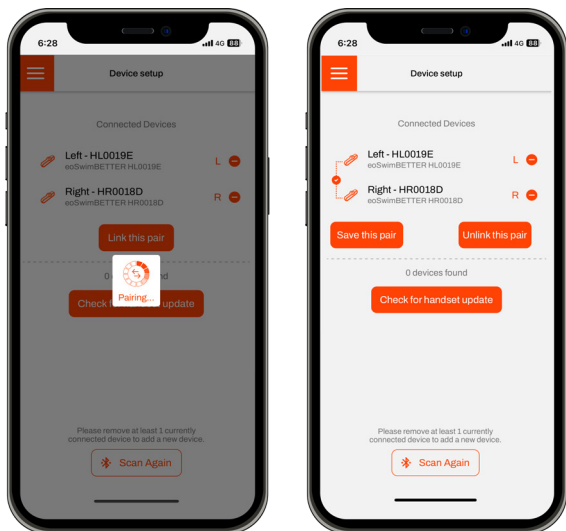 6:28
4G 88
Device setup
Connected Devices
Left - HL0019E
eoSwimBETTER HL0019E
L
Right - HR0018D
eoSwimBETTER HR0018D
R
Link this pair
0 d nd
Pairing...
Check f update
Please remove at least 1 currently
connected device to add a new device.
Scan Again
6:28
4G 88
Device setup
Connected Devices
Left - HL0019E
eoSwimBETTER HL0019E
L
Right - HR0018D
eoSwimBETTER HR0018D
R
Save this pair
Unlink this pair
0 devices found
Check for handset update
Please remove at least 1 currently
connected device to add a new device.
Scan Again